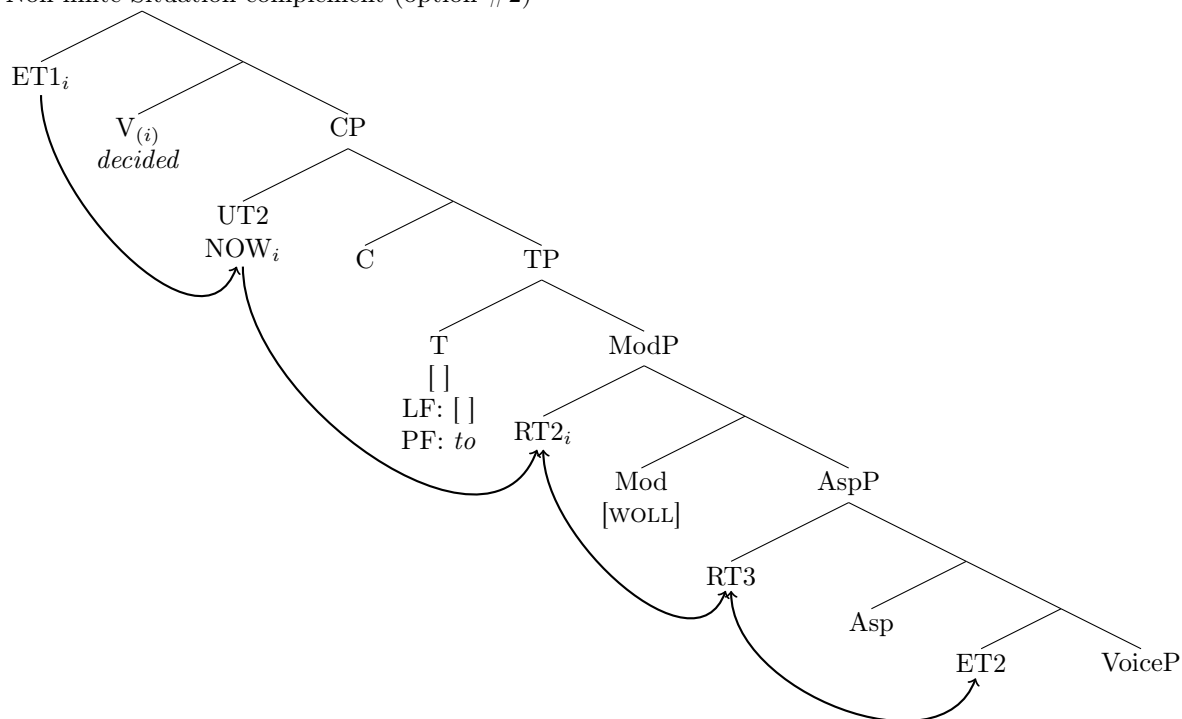 Non-finite Situation complement (option #2)
ET1i
V(i)
decided
CP
UT2
NOWi
C
TP
T
[ ]
LF: [ ]
PF: to
ModP
RT2i
Mod
[WOLL]
AspP
RT3
Asp
ET2
VoiceP